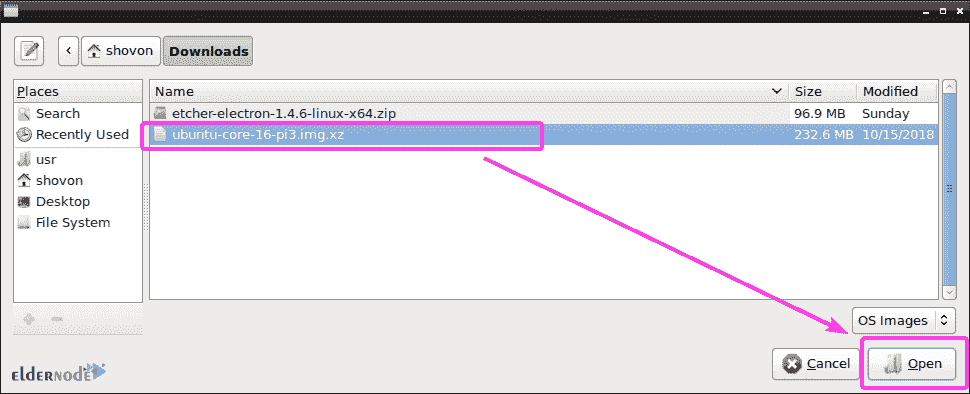 shovon Downloads
Places Name Size Modified
Search etcher-electron-1.4.6-linux-x64.zip 96.9 MB Sunday
Recently Used ubuntu-core-16-pi3.img.xz 232.6 MB 10/15/2018
usr
shovon
Desktop
File System
OS Images
eldernode Cancel Open